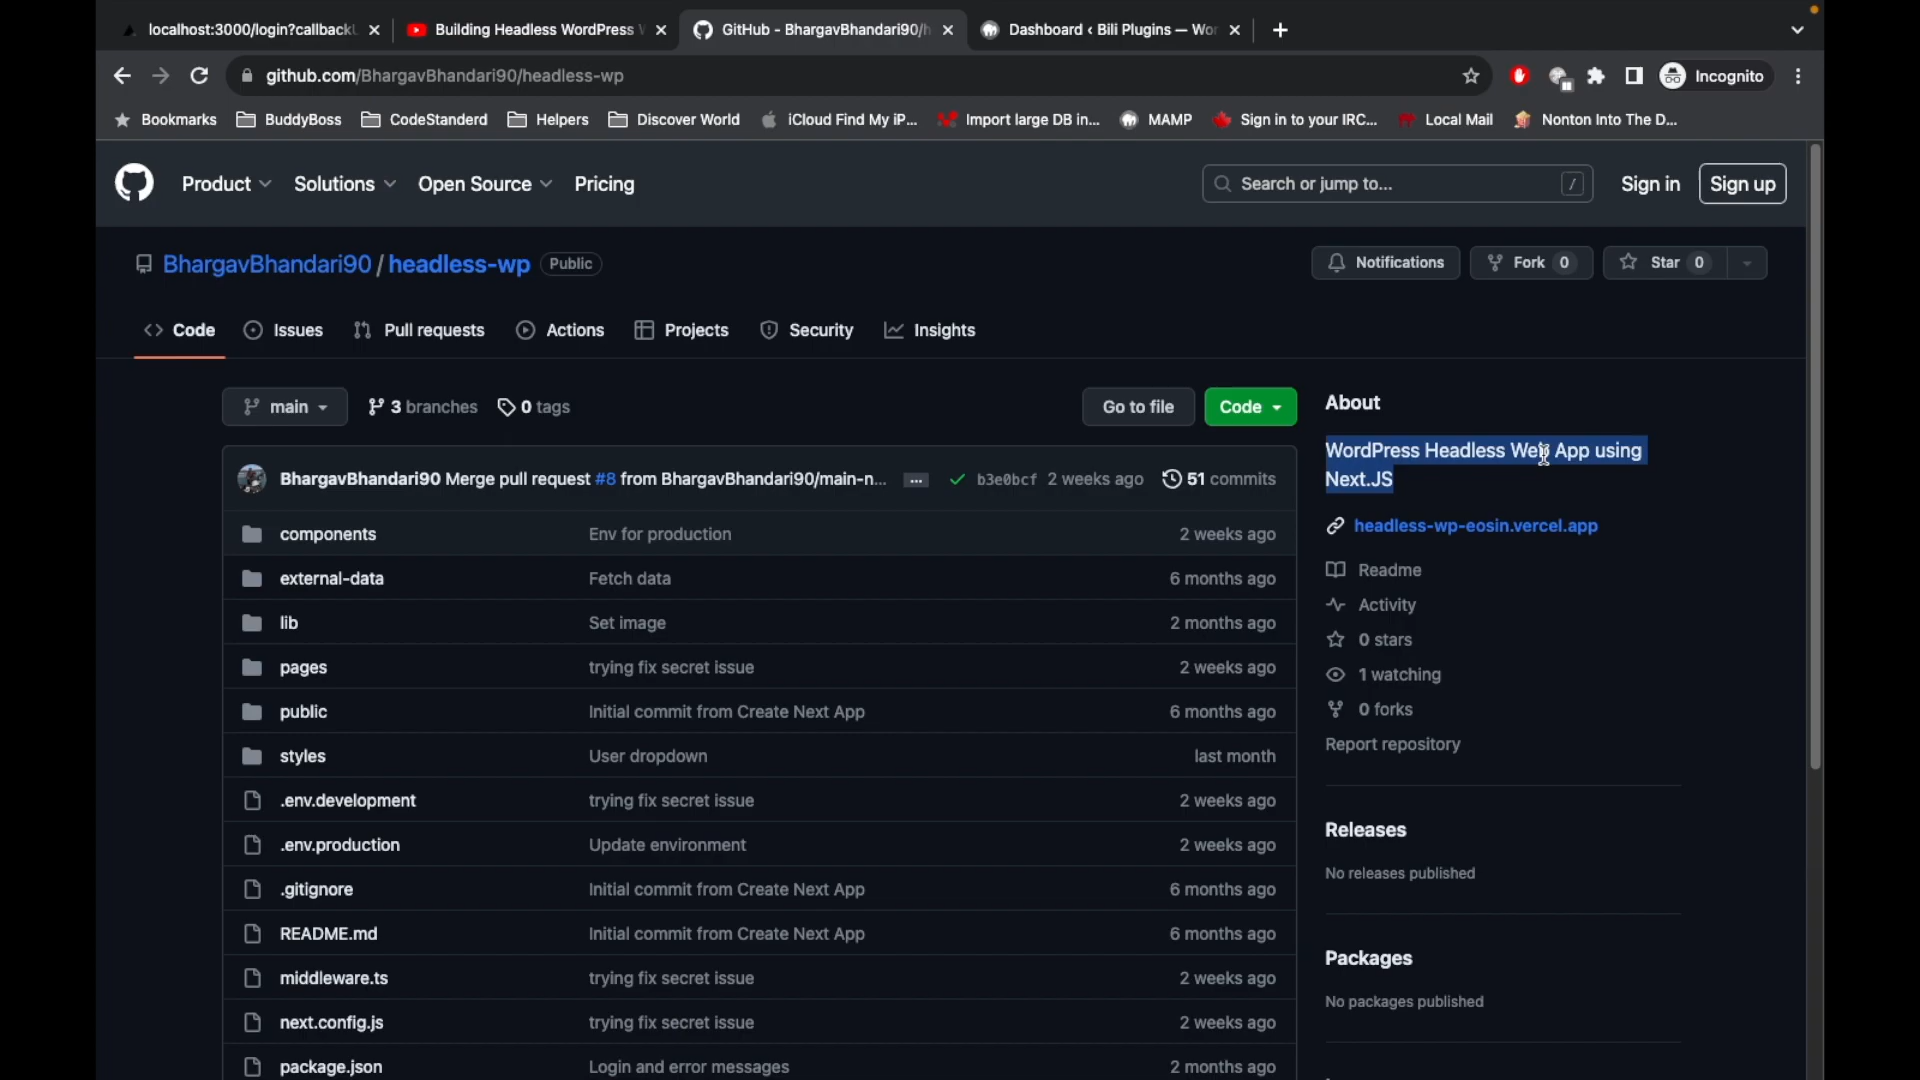 localhost:3000/login?callbackU
Building Headless WordPress W
GitHub - BhargavBhandari90/h
Dashboard ‹ Bili Plugins — Wor
github.com/BhargavBhandari90/headless-wp
Incognito
Bookmarks
BuddyBoss
CodeStanderd
Helpers
Discover World
iCloud Find My iP...
Import large DB in...
MAMP
Sign in to your IRC...
Local Mail
Nonton Into The D...
Product
Solutions
Open Source
Pricing
Search or jump to...
/
Sign in
Sign up
BhargavBhandari90 / headless-wp
Public
Notifications
Fork 0
Star 0
Code
Issues
Pull requests
Actions
Projects
Security
Insights
main
3 branches
0 tags
Go to file
Code
BhargavBhandari90 Merge pull request #8 from BhargavBhandari90/main-n...
...
b3e0bcf 2 weeks ago
51 commits
components Env for production 2 weeks ago
external-data Fetch data 6 months ago
lib Set image 2 months ago
pages trying fix secret issue 2 weeks ago
public Initial commit from Create Next App 6 months ago
styles User dropdown last month
.env.development trying fix secret issue 2 weeks ago
.env.production Update environment 2 weeks ago
.gitignore Initial commit from Create Next App 6 months ago
README.md Initial commit from Create Next App 6 months ago
middleware.ts trying fix secret issue 2 weeks ago
next.config.js trying fix secret issue 2 weeks ago
package.json Login and error messages 2 months ago
About
WordPress Headless Web App using
Next.JS
headless-wp-eosin.vercel.app
Readme
Activity
0 stars
1 watching
0 forks
Report repository
Releases
No releases published
Packages
No packages published